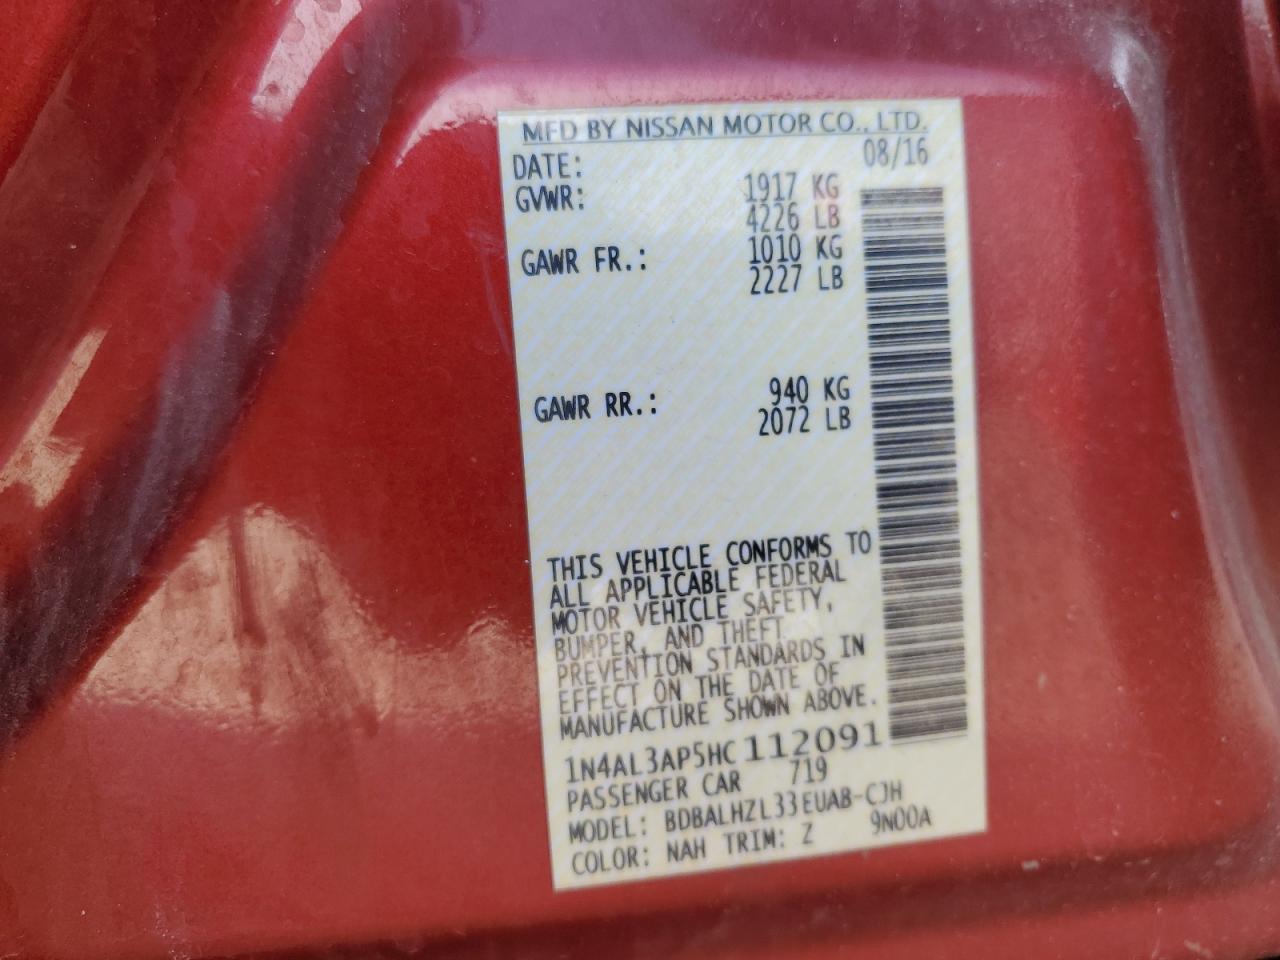 MFD BY NISSAN MOTOR CO., LTD.
DATE: 08/16
GVWR: 1917 KG
4226 LB
GAWR FR.: 1010 KG
2227 LB
GAWR RR.: 940 KG
2072 LB
THIS VEHICLE CONFORMS TO
ALL APPLICABLE FEDERAL
MOTOR VEHICLE SAFETY,
BUMPER, AND THEFT
PREVENTION STANDARDS IN
EFFECT ON THE DATE OF
MANUFACTURE SHOWN ABOVE.
1N4AL3AP5HC112091
PASSENGER CAR 719
MODEL: BDBALHZL33EUAB-CJH
COLOR: NAH TRIM: Z 9N00A